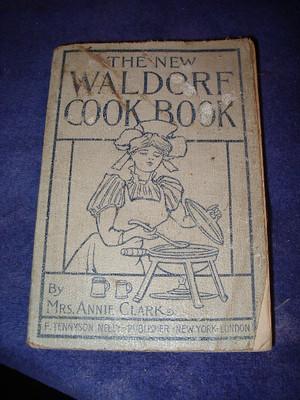 THE NEW
WALDORF
COOK BOOK
BY
MRS. ANNIE CLARK.
F. TENNYSON NEELY - PUBLISHER - NEW YORK - LONDON